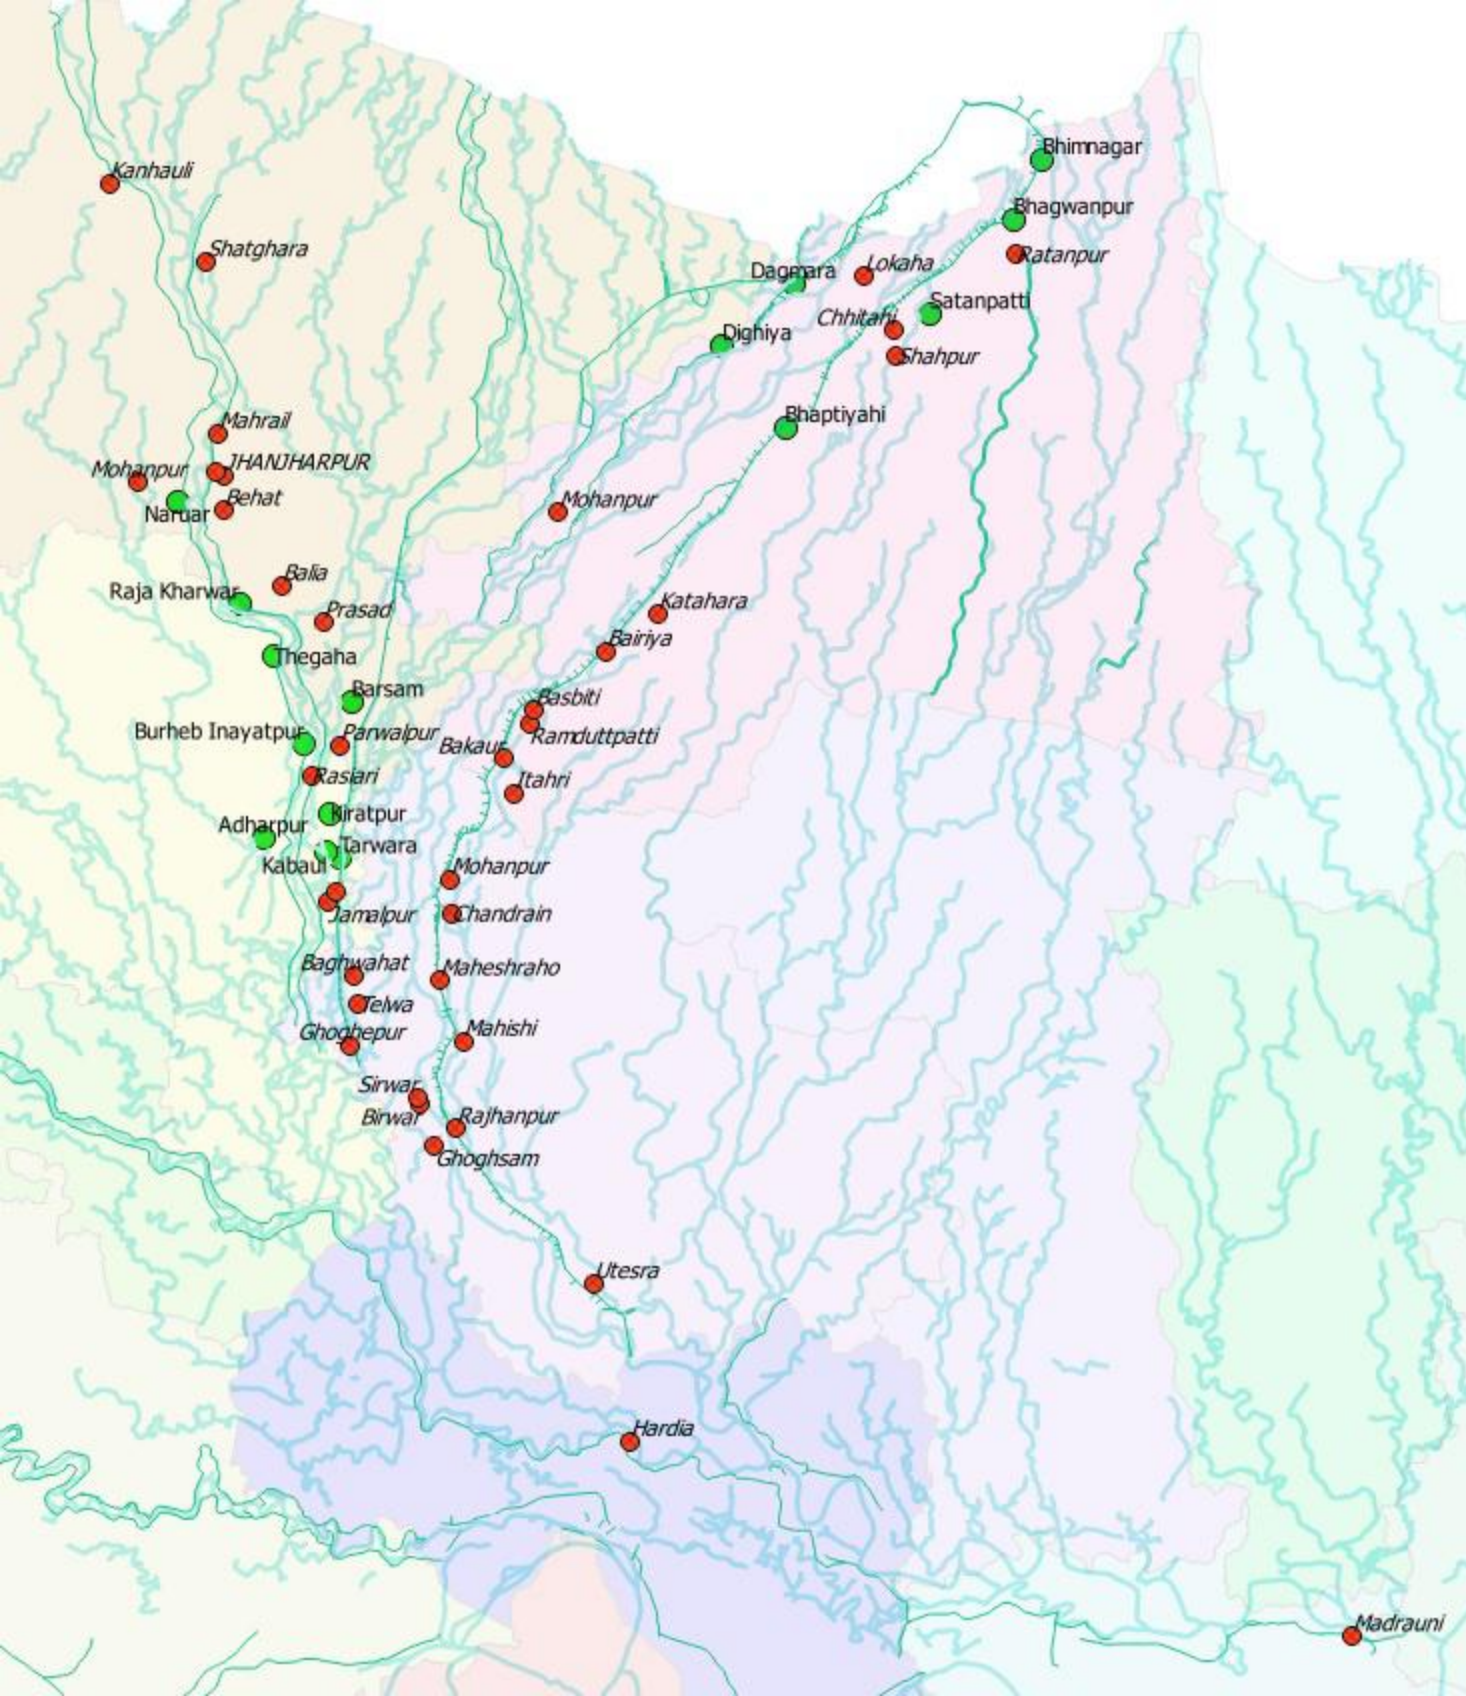 Bhimnagar
Kanhauli
Bhagwanpur
Shatghara
Ratanpur
Lokaha
Dagmara
Satanpatti
Chhitahi
Dighiya
Shahpur
Bhaptiyahi
Mahrail
JHANJHARPUR
Mohanpur
Behat
Mohanpur
Naruar
Balia
Raja Kharwar
Katahara
Prasad
Bairiya
Thegaha
Barsam
Basbiti
Burheb Inayatpur
Parwalpur
Ramduttpatti
Bakaur
Rasiari
Itahri
Kiratpur
Adharpur
Tarwara
Kabaul
Mohanpur
Jamalpur
Chandrain
Baghwahat
Maheshraho
Telwa
Ghoghepur
Mahishi
Sirwar
Birwar
Rajhanpur
Ghoghsam
Utesra
Hardia
Madrauni